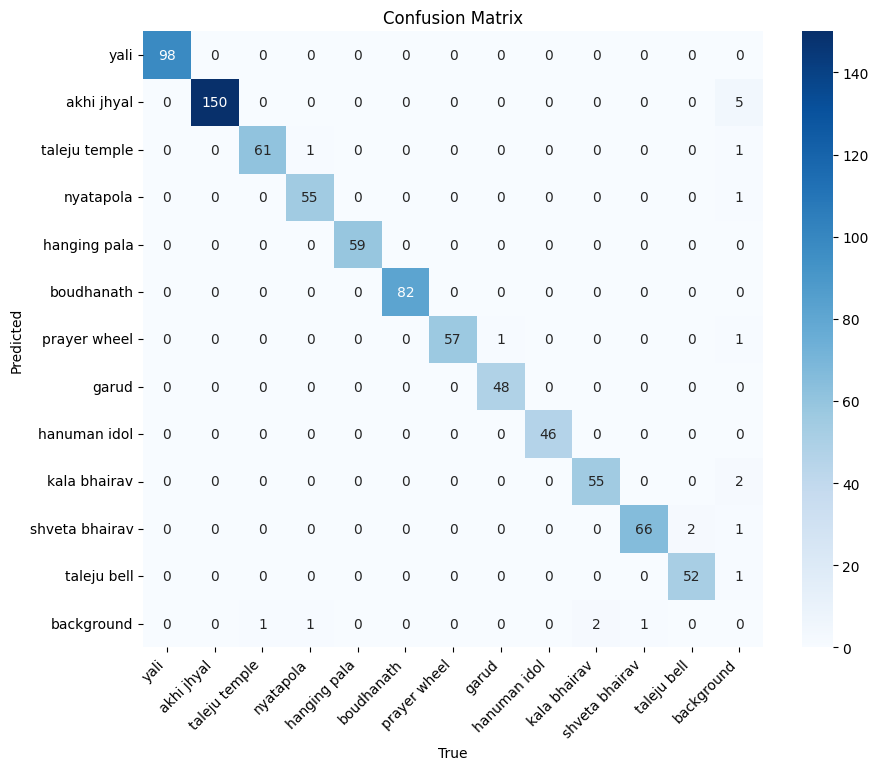 Confusion Matrix
Predicted
yali 98 0 0 0 0 0 0 0 0 0 0 0 0
akhi jhyal 0 150 0 0 0 0 0 0 0 0 0 0 5
taleju temple 0 0 61 1 0 0 0 0 0 0 0 0 1
nyatapola 0 0 0 55 0 0 0 0 0 0 0 0 1
hanging pala 0 0 0 0 59 0 0 0 0 0 0 0 0
boudhanath 0 0 0 0 0 82 0 0 0 0 0 0 0
prayer wheel 0 0 0 0 0 0 57 1 0 0 0 0 1
garud 0 0 0 0 0 0 0 48 0 0 0 0 0
hanuman idol 0 0 0 0 0 0 0 0 46 0 0 0 0
kala bhairav 0 0 0 0 0 0 0 0 0 55 0 0 2
shveta bhairav 0 0 0 0 0 0 0 0 0 0 66 2 1
taleju bell 0 0 0 0 0 0 0 0 0 0 0 52 1
background 0 0 1 1 0 0 0 0 0 2 1 0 0
yali akhi jhyal taleju temple nyatapola hanging pala boudhanath prayer wheel garud hanuman idol kala bhairav shveta bhairav taleju bell background
True
140
120
100
80
60
40
20
0